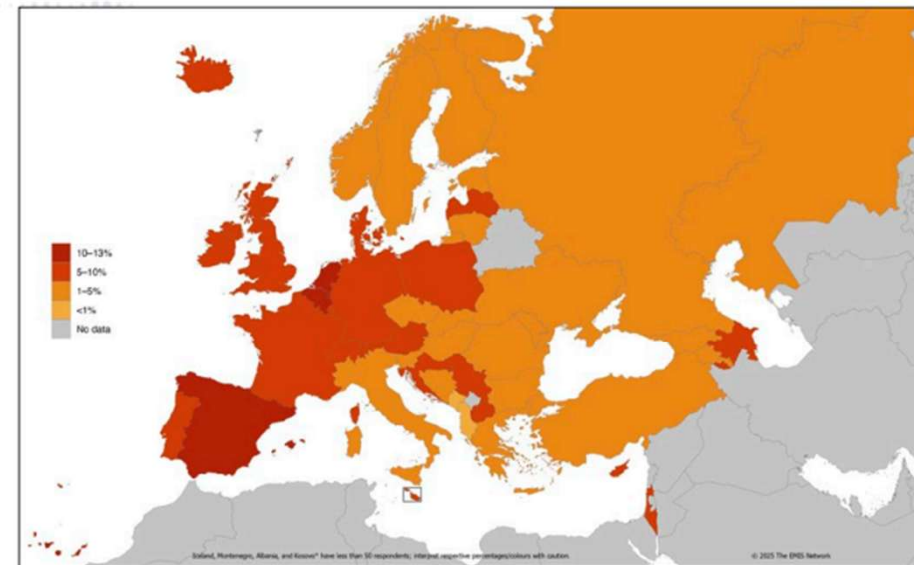 10–13%
5–10%
1–5%
<1%
No data
Iceland, Montenegro, Albania, and Kosovo* have less than 50 respondents; interpret respective percentages/colours with caution.
© 2025 The EMIS Network